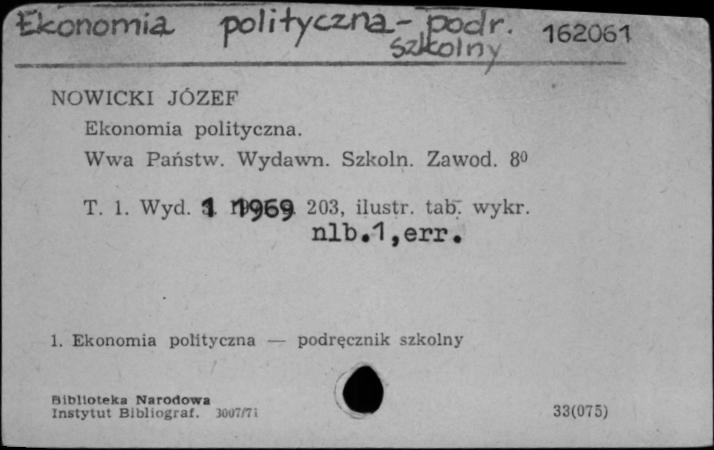 Ekonomia polityczna - podr. szkolny
162061
NOWICKI JÓZEF
Ekonomia polityczna.
Wwa Państw. Wydawn. Szkoln. Zawod. 8⁰
T. 1. Wyd. 1 1969 203, ilustr. tab. wykr.
nlb.1,err.
1. Ekonomia polityczna — podręcznik szkolny
Biblioteka Narodowa
Instytut Bibliograf. 3007/71
33(075)